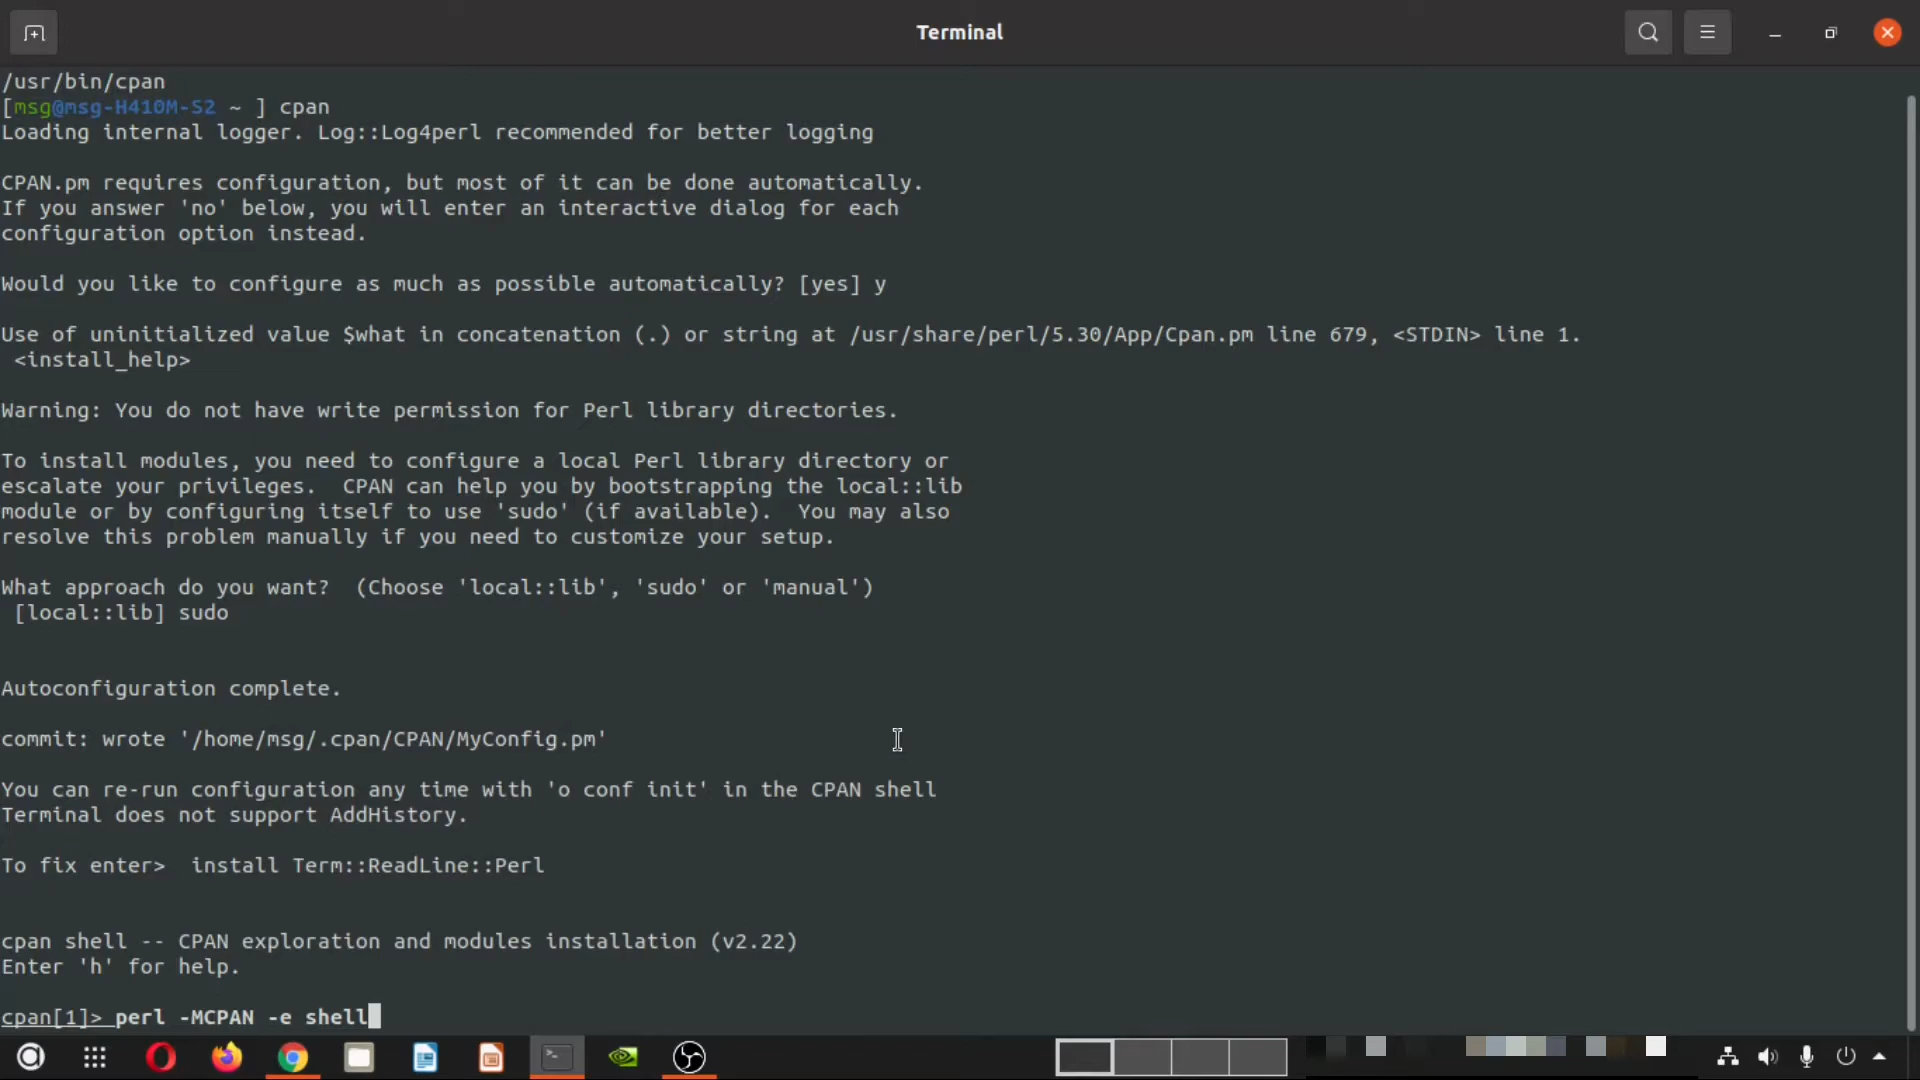 Terminal
/usr/bin/cpan
[msg@msg-H410M-S2 ~ ] cpan
Loading internal logger. Log::Log4perl recommended for better logging
CPAN.pm requires configuration, but most of it can be done automatically.
If you answer 'no' below, you will enter an interactive dialog for each
configuration option instead.
Would you like to configure as much as possible automatically? [yes] y
Use of uninitialized value $what in concatenation (.) or string at /usr/share/perl/5.30/App/Cpan.pm line 679, <STDIN> line 1.
<install_help>
Warning: You do not have write permission for Perl library directories.
To install modules, you need to configure a local Perl library directory or
escalate your privileges.  CPAN can help you by bootstrapping the local::lib
module or by configuring itself to use 'sudo' (if available).  You may also
resolve this problem manually if you need to customize your setup.
What approach do you want?  (Choose 'local::lib', 'sudo' or 'manual')
[local::lib] sudo
Autoconfiguration complete.
commit: wrote '/home/msg/.cpan/CPAN/MyConfig.pm'
You can re-run configuration any time with 'o conf init' in the CPAN shell
Terminal does not support AddHistory.
To fix enter>  install Term::ReadLine::Perl
cpan shell -- CPAN exploration and modules installation (v2.22)
Enter 'h' for help.
cpan[1]> perl -MCPAN -e shell